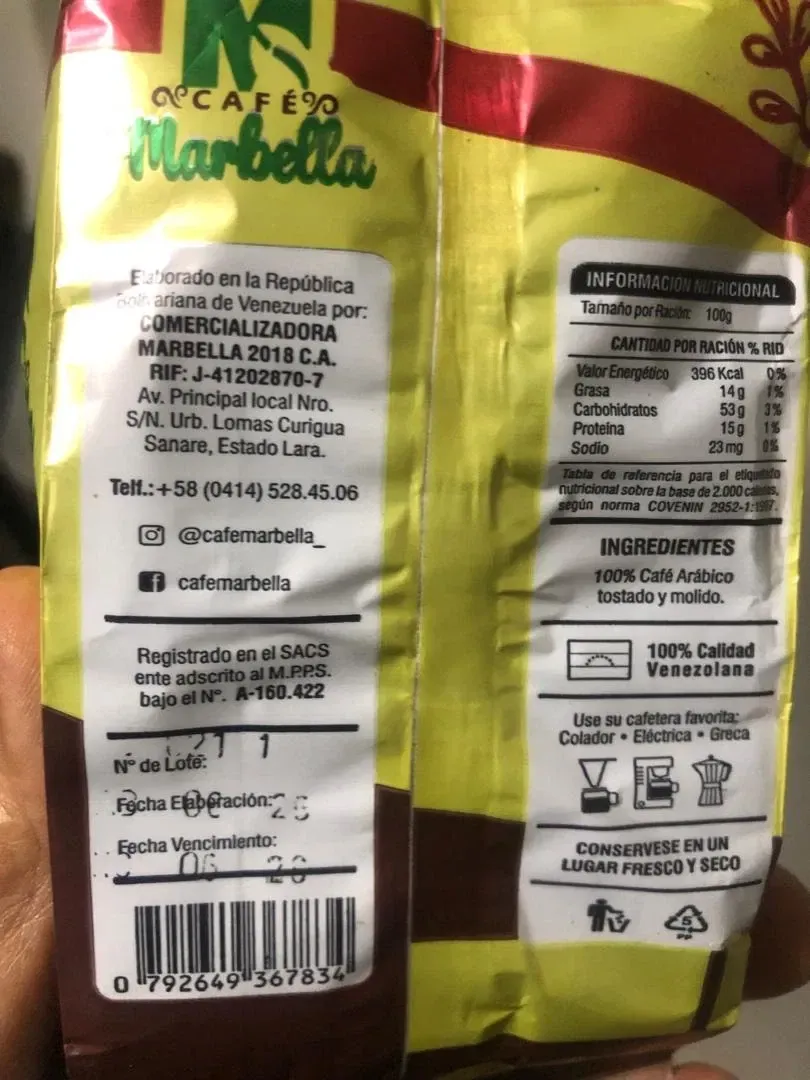 CAFÉ
Marbella
Elaborado en la República
Bolivariana de Venezuela por:
COMERCIALIZADORA
MARBELLA 2018 C.A.
RIF: J-41202870-7
Av. Principal local Nro.
S/N. Urb. Lomas Curigua
Sanare, Estado Lara.
Telf.:+58 (0414) 528.45.06
@cafemarbella_
cafemarbella
Registrado en el SACS
ente adscrito al M.P.P.S.
bajo el Nº. A-160.422
Nº de Lote:
Fecha Elaboración:
Fecha Vencimiento:
06 26
0 792649 367834
INFORMACIÓN NUTRICIONAL
Tamaño por Ración: 100g
CANTIDAD POR RACIÓN % RID
Valor Energético 396 Kcal 0%
Grasa 14 g 1%
Carbohidratos 53 g 3%
Proteína 15 g 1%
Sodio 23 mg 0%
Tabla de referencia para el etiquetado
nutricional sobre la base de 2.000 calorías,
según norma COVENIN 2952-1:1997.
INGREDIENTES
100% Café Arábico
tostado y molido.
100% Calidad
Venezolana
Use su cafetera favorita:
Colador • Eléctrica • Greca
CONSERVESE EN UN
LUGAR FRESCO Y SECO
5
PP